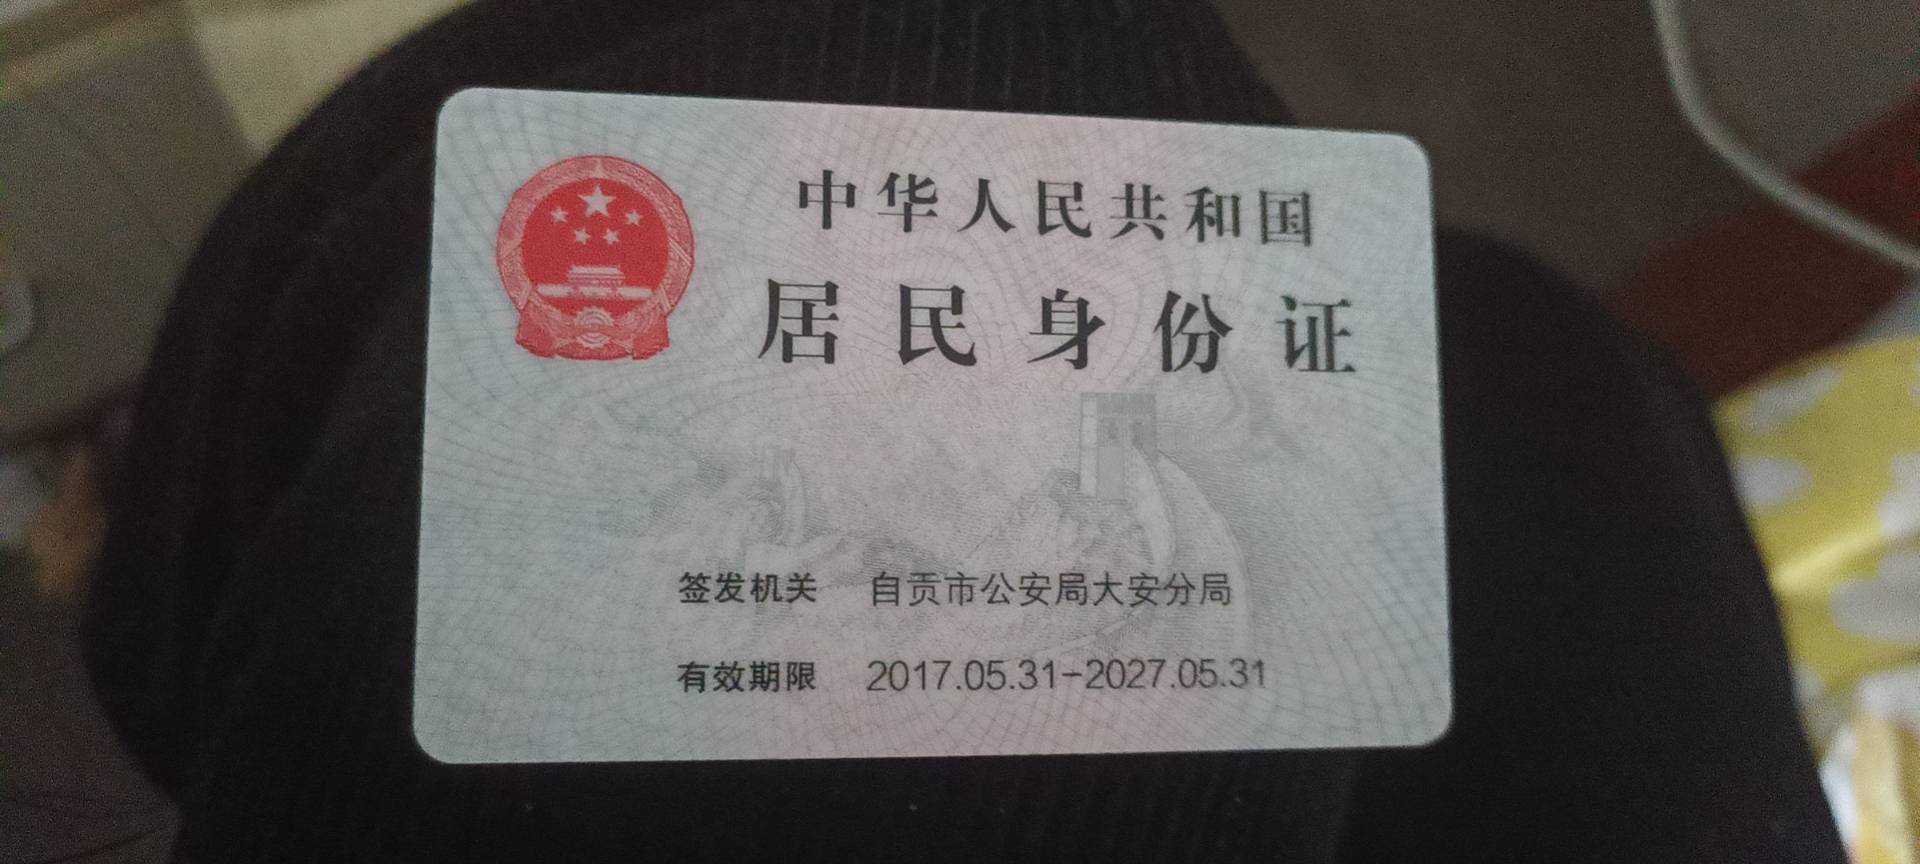 中华人民共和国
居民身份证
签发机关 自贡市公安局大安分局
有效期限 2017.05.31-2027.05.31